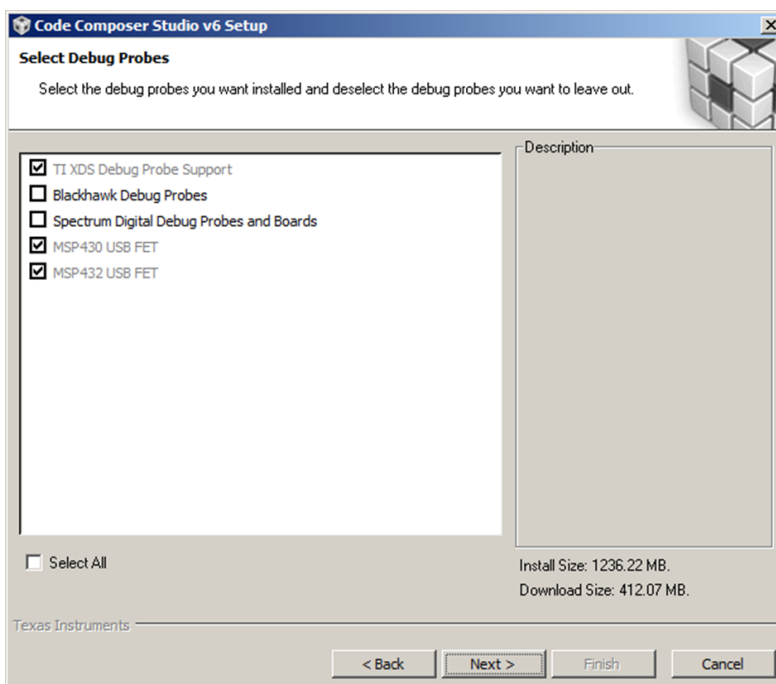 Code Composer Studio v6 Setup
Select Debug Probes
Select the debug probes you want installed and deselect the debug probes you want to leave out.
TI XDS Debug Probe Support
Blackhawk Debug Probes
Spectrum Digital Debug Probes and Boards
MSP430 USB FET
MSP432 USB FET
Description
Select All
Install Size: 1236.22 MB.
Download Size: 412.07 MB.
Texas Instruments
< Back Next > Finish Cancel